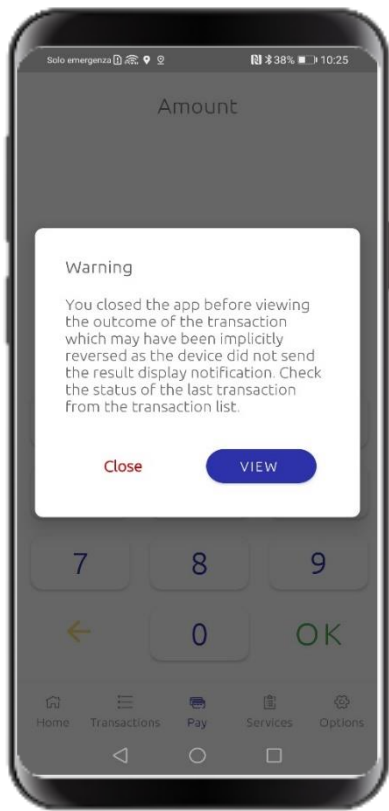 Solo emergenza 38% 10:25
Amount
Warning
You closed the app before viewing
the outcome of the transaction
which may have been implicitly
reversed as the device did not send
the result display notification. Check
the status of the last transaction
from the transaction list.
Close VIEW
7 8 9
0 OK
Home Transactions Pay Services Options